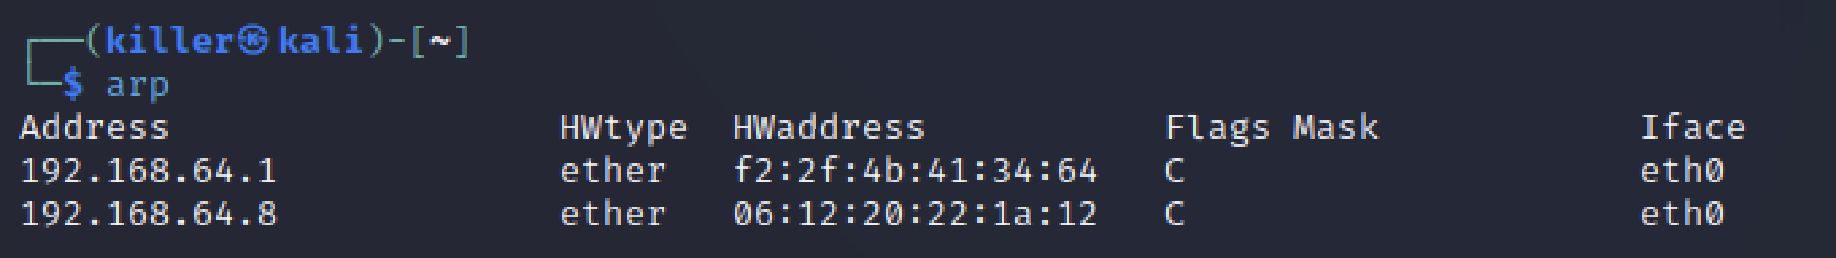 ┌──(killer㉿kali)-[~]
└─$ arp
Address HWtype HWaddress Flags Mask Iface
192.168.64.1 ether f2:2f:4b:41:34:64 C eth0
192.168.64.8 ether 06:12:20:22:1a:12 C eth0